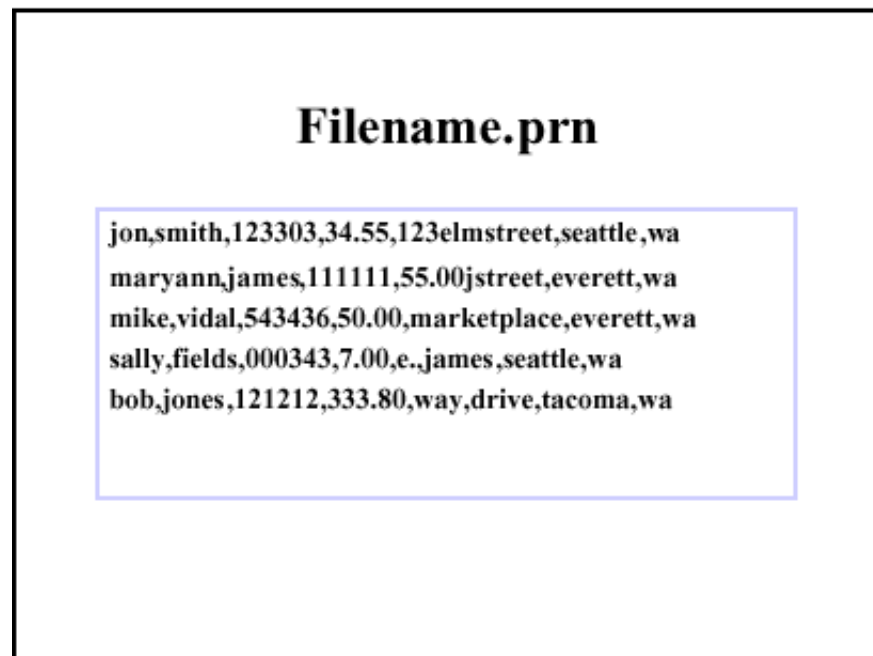 Filename.prn
jon,smith,123303,34.55,123elmstreet,seattle,wa
maryann,james,111111,55.00jstreet,everett,wa
mike,vidal,543436,50.00,marketplace,everett,wa
sally,fields,000343,7.00,e.,james,seattle,wa
bob,jones,121212,333.80,way,drive,tacoma,wa